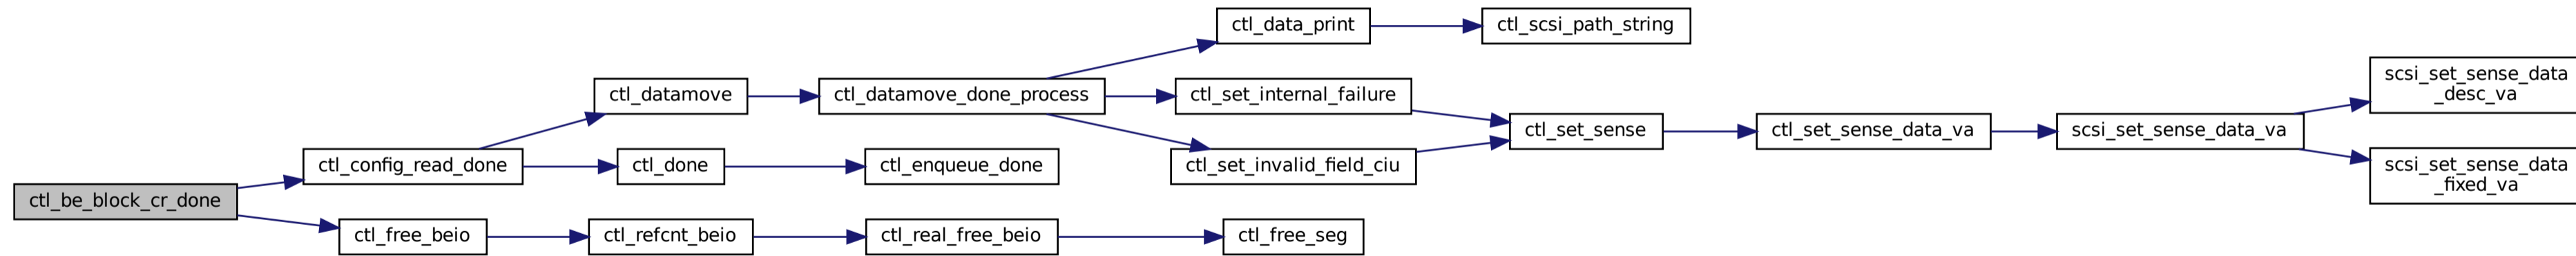 ctl_be_block_cr_done
ctl_config_read_done
ctl_free_beio
ctl_datamove
ctl_done
ctl_refcnt_beio
ctl_datamove_done_process
ctl_enqueue_done
ctl_real_free_beio
ctl_data_print
ctl_set_internal_failure
ctl_set_invalid_field_ciu
ctl_free_seg
ctl_scsi_path_string
ctl_set_sense
ctl_set_sense_data_va
scsi_set_sense_data_va
scsi_set_sense_data
_desc_va
scsi_set_sense_data
_fixed_va